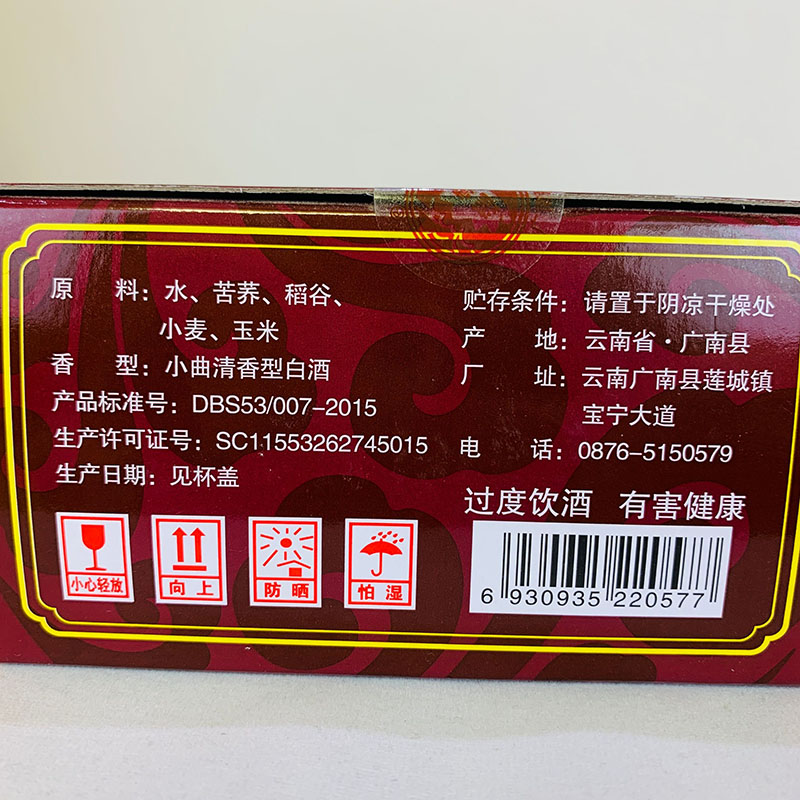 原 料：水、苦荞、稻谷、
小麦、玉米
香 型：小曲清香型白酒
产品标准号：DBS53/007-2015
生产许可证号：SC11553262745015
生产日期：见杯盖
贮存条件：请置于阴凉干燥处
产 地：云南省·广南县
厂 址：云南广南县莲城镇
宝宁大道
电 话：0876-5150579
过度饮酒 有害健康
小心轻放
向上
防晒
怕湿
6 930935 220577